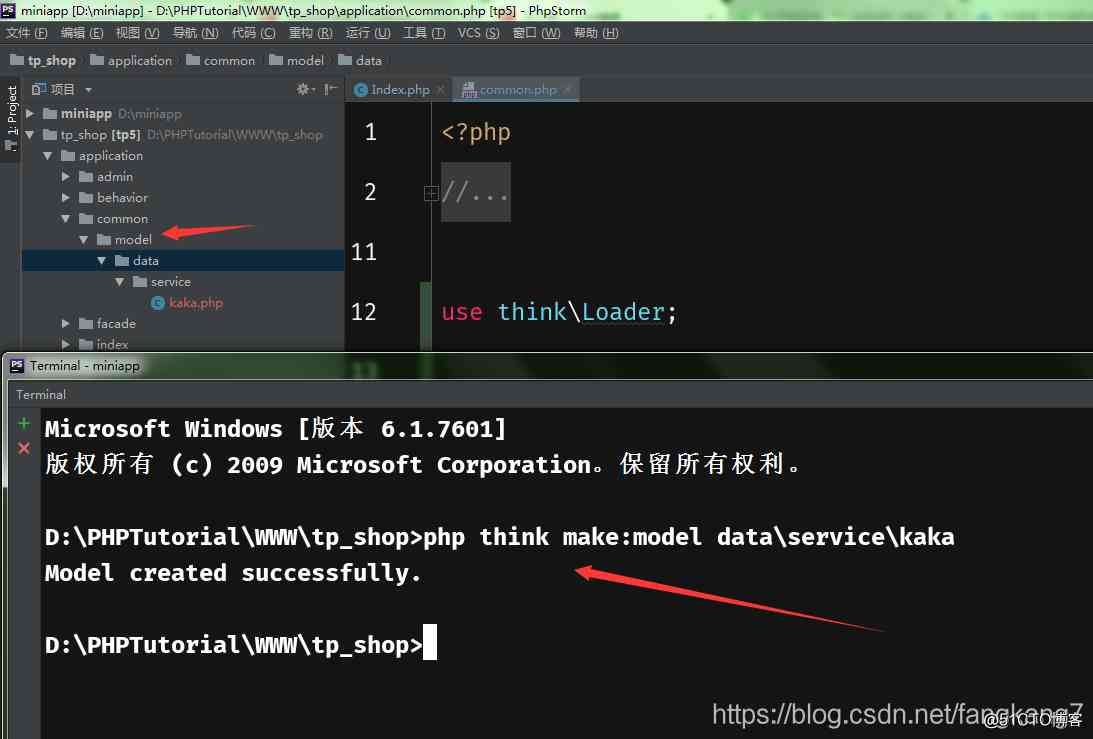 miniapp [D:\miniapp] - D:\PHPTutorial\WWW\tp_shop\application\common.php [tp5] - PhpStorm
文件 (F) 编辑 (E) 视图 (V) 导航 (N) 代码 (C) 重构 (R) 运行 (U) 工具 (T) VCS (S) 窗口 (W) 帮助 (H)
tp_shop application common model data
1: Project
项目
Index.php common.php
miniapp D:\miniapp
tp_shop [tp5] D:\PHPTutorial\WWW\tp_shop
application
admin
behavior
common
model
data
service
kaka.php
facade
index
1 <?php
2 //...
11
12 use think\Loader;
13
Terminal - miniapp
Terminal
Microsoft Windows [版本 6.1.7601]
版权所有 (c) 2009 Microsoft Corporation。保留所有权利。
D:\PHPTutorial\WWW\tp_shop>php think make:model data\service\kaka
Model created successfully.
D:\PHPTutorial\WWW\tp_shop>
https://blog.csdn.net/fangkang7
@51CTO博客